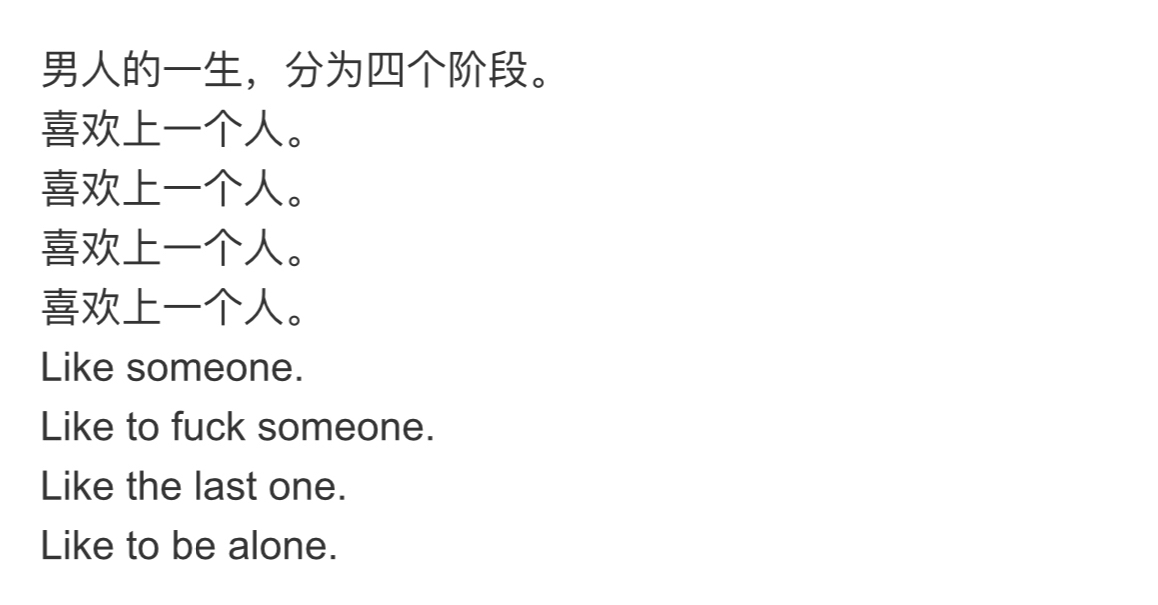 男人的一生，分为四个阶段。
喜欢上一个人。
喜欢上一个人。
喜欢上一个人。
喜欢上一个人。
Like someone.
Like to fuck someone.
Like the last one.
Like to be alone.